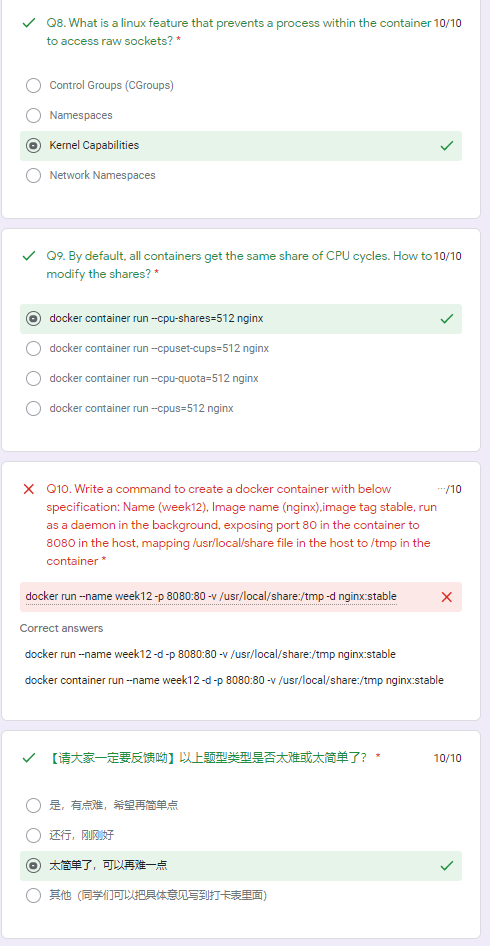 Q8. What is a linux feature that prevents a process within the container 10/10
to access raw sockets? *
Control Groups (CGroups)
Namespaces
Kernel Capabilities
Network Namespaces
Q9. By default, all containers get the same share of CPU cycles. How to 10/10
modify the shares? *
docker container run --cpu-shares=512 nginx
docker container run --cpuset-cups=512 nginx
docker container run --cpu-quota=512 nginx
docker container run --cpus=512 nginx
Q10. Write a command to create a docker container with below ···/10
specification: Name (week12), Image name (nginx),image tag stable, run
as a daemon in the background, exposing port 80 in the container to
8080 in the host, mapping /usr/local/share file in the host to /tmp in the
container *
docker run --name week12 -p 8080:80 -v /usr/local/share:/tmp -d nginx:stable
Correct answers
docker run --name week12 -d -p 8080:80 -v /usr/local/share:/tmp nginx:stable
docker container run --name week12 -d -p 8080:80 -v /usr/local/share:/tmp nginx:stable
【请大家一定要反馈呦】以上题型类型是否太难或太简单了？ * 10/10
是，有点难，希望再简单点
还行，刚刚好
太简单了，可以再难一点
其他（同学们可以把具体意见写到打卡表里面）